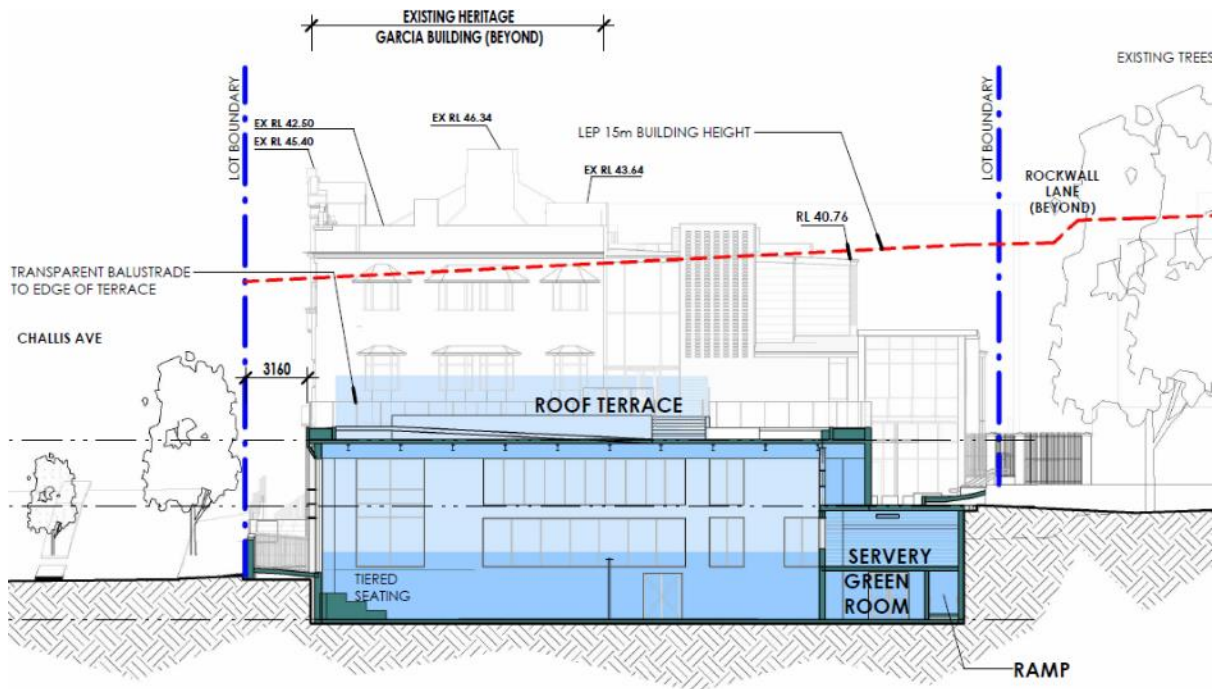 EXISTING HERITAGE
GARCIA BUILDING (BEYOND)
EXISTING TREES
LOT BOUNDARY
EX RL 42.50
EX RL 45.40
EX RL 46.34
EX RL 43.64
LEP 15m BUILDING HEIGHT
RL 40.76
LOT BOUNDARY
ROCKWALL
LANE
(BEYOND)
TRANSPARENT BALUSTRADE
TO EDGE OF TERRACE
CHALLIS AVE
3160
ROOF TERRACE
TIERED
SEATING
SERVERY
GREEN
ROOM
RAMP